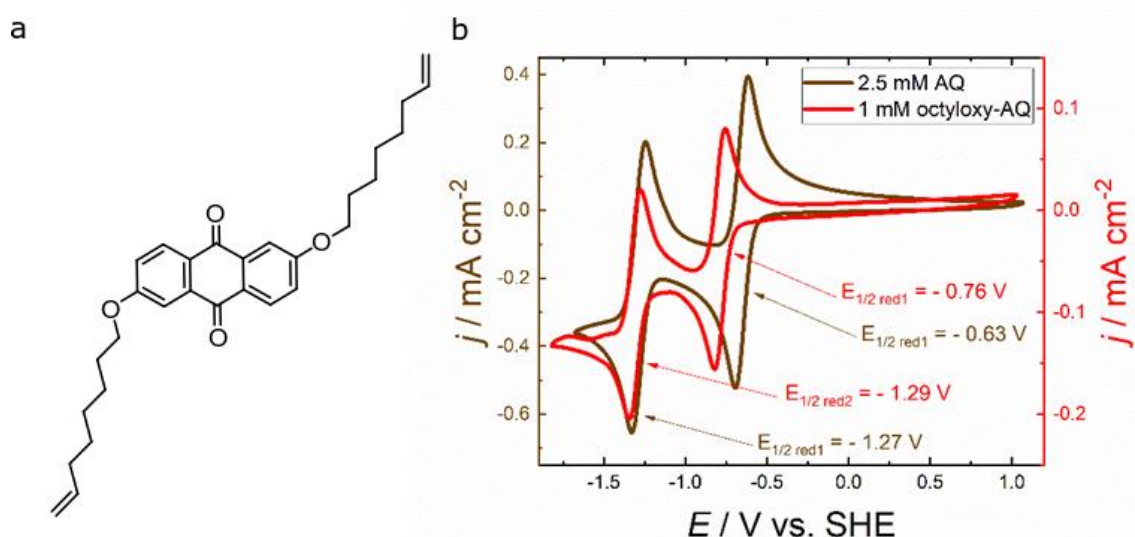 a
O
O
O
O
b
2.5 mM AQ
1 mM octyloxy-AQ
j / mA cm-2
0.4
0.2
0.0
-0.2
-0.4
-0.6
0.1
0.0
-0.1
-0.2
j / mA cm-2
E1/2 red1 = - 0.76 V
E1/2 red1 = - 0.63 V
E1/2 red2 = - 1.29 V
E1/2 red1 = - 1.27 V
-1.5 -1.0 -0.5 0.0 0.5 1.0
E / V vs. SHE